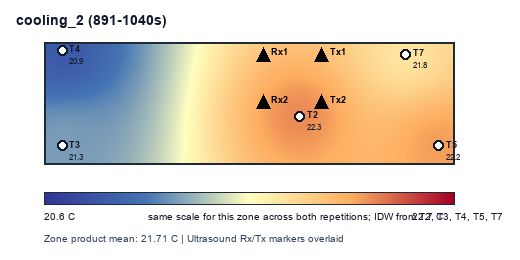 cooling_2 (891-1040s)
T4
20.9
Rx1
Tx1
T7
21.8
Rx2
Tx2
T2
22.3
T3
21.3
T5
22.2
20.6 C
same scale for this zone across both repetitions; IDW from T2, T3, T4, T5, T7
Zone product mean: 21.71 C | Ultrasound Rx/Tx markers overlaid